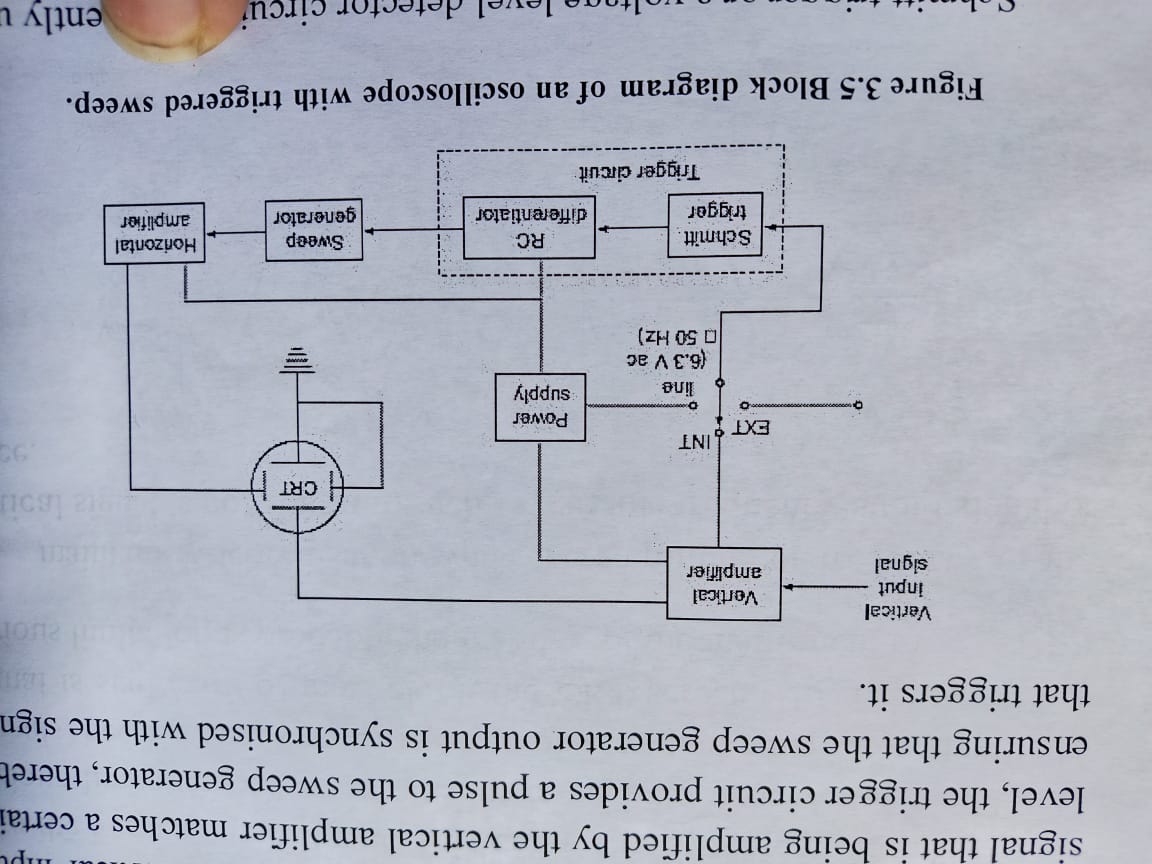 signal that is being amplified by the vertical amplifier matches a certai
level, the trigger circuit provides a pulse to the sweep generator, thereb
ensuring that the sweep generator output is synchronised with the sign
that triggers it.
Vertical
input
signal
Vertical
amplifier
CRT
INT
EXT
line
(6.3 V ac
□ 50 Hz)
Power
supply
Schmitt
trigger
RC
differentiator
Trigger circuit
Sweep
generator
Horizontal
amplifier
Figure 3.5 Block diagram of an oscilloscope with triggered sweep.
Schmitt trigger or a voltage level detector circui
ently u